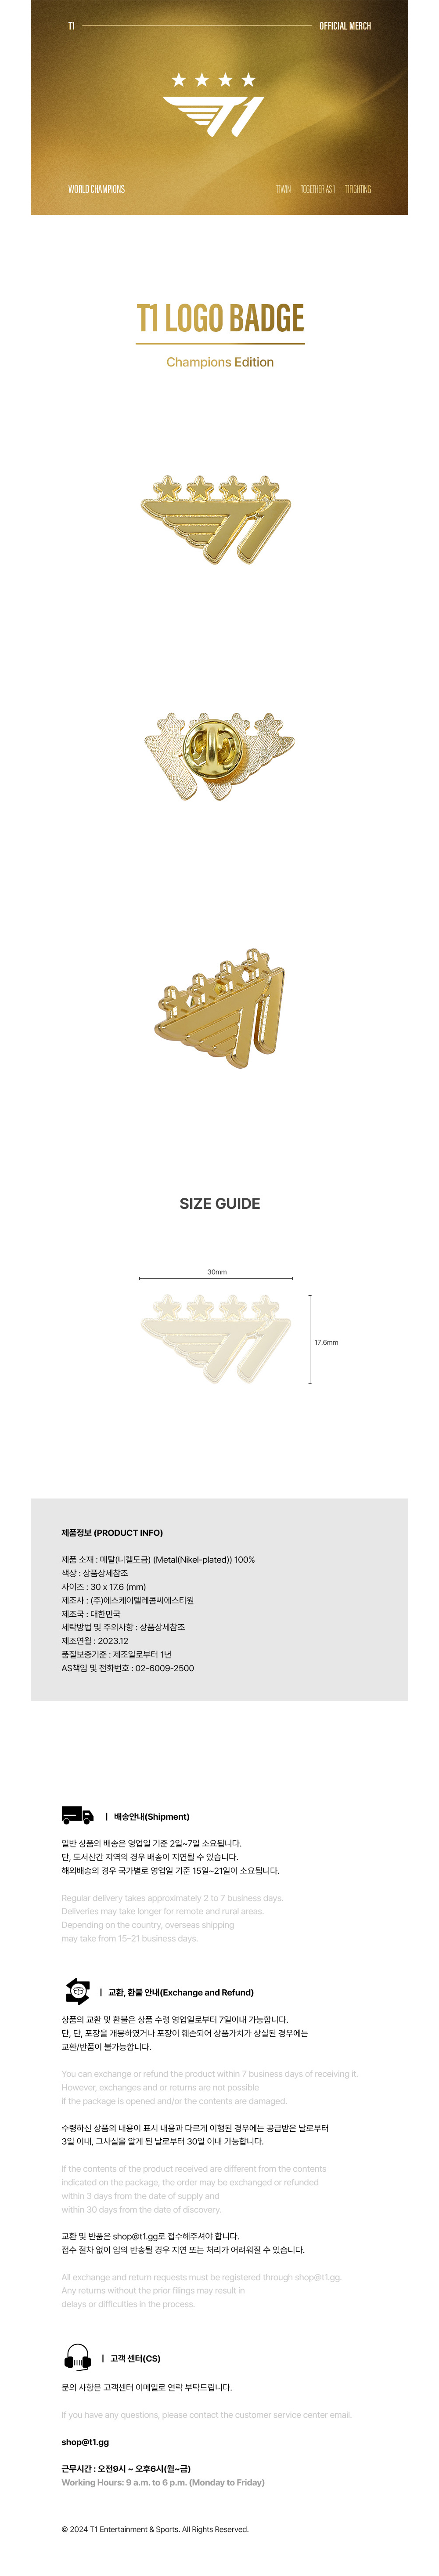 T1
OFFICIAL MERCH
T1
WORLD CHAMPIONS
T1WIN TOGETHER AS 1 T1FIGHTING
T1 LOGO BADGE
Champions Edition
SIZE GUIDE
30mm
17.6mm
제품정보 (PRODUCT INFO)
제품 소재 : 메탈(니켈도금) (Metal(Nikel-plated)) 100%
색상 : 상품상세참조
사이즈 : 30 x 17.6 (mm)
제조사 : (주)에스케이텔레콤씨에스티원
제조국 : 대한민국
세탁방법 및 주의사항 : 상품상세참조
제조연월 : 2023.12
품질보증기준 : 제조일로부터 1년
AS책임 및 전화번호 : 02-6009-2500
| 배송안내(Shipment)
일반 상품의 배송은 영업일 기준 2일~7일 소요됩니다.
단, 도서산간 지역의 경우 배송이 지연될 수 있습니다.
해외배송의 경우 국가별로 영업일 기준 15일~21일이 소요됩니다.
Regular delivery takes approximately 2 to 7 business days.
Deliveries may take longer for remote and rural areas.
Depending on the country, overseas shipping
may take from 15~21 business days.
| 교환, 환불 안내(Exchange and Refund)
상품의 교환 및 환불은 상품 수령 영업일로부터 7일이내 가능합니다.
단, 단, 포장을 개봉하였거나 포장이 훼손되어 상품가치가 상실된 경우에는
교환/반품이 불가능합니다.
You can exchange or refund the product within 7 business days of receiving it.
However, exchanges and or returns are not possible
if the package is opened and/or the contents are damaged.
수령하신 상품의 내용이 표시 내용과 다르게 이행된 경우에는 공급받은 날로부터
3일 이내, 그사실을 알게 된 날로부터 30일 이내 가능합니다.
If the contents of the product received are different from the contents
indicated on the package, the order may be exchanged or refunded
within 3 days from the date of supply and
within 30 days from the date of discovery.
교환 및 반품은 shop@t1.gg로 접수해주셔야 합니다.
접수 절차 없이 임의 반송될 경우 지연 또는 처리가 어려워질 수 있습니다.
All exchange and return requests must be registered through shop@t1.gg.
Any returns without the prior filings may result in
delays or difficulties in the process.
| 고객 센터(CS)
문의 사항은 고객센터 이메일로 연락 부탁드립니다.
If you have any questions, please contact the customer service center email.
shop@t1.gg
근무시간 : 오전9시 ~ 오후6시(월~금)
Working Hours: 9 a.m. to 6 p.m. (Monday to Friday)
© 2024 T1 Entertainment & Sports. All Rights Reserved.